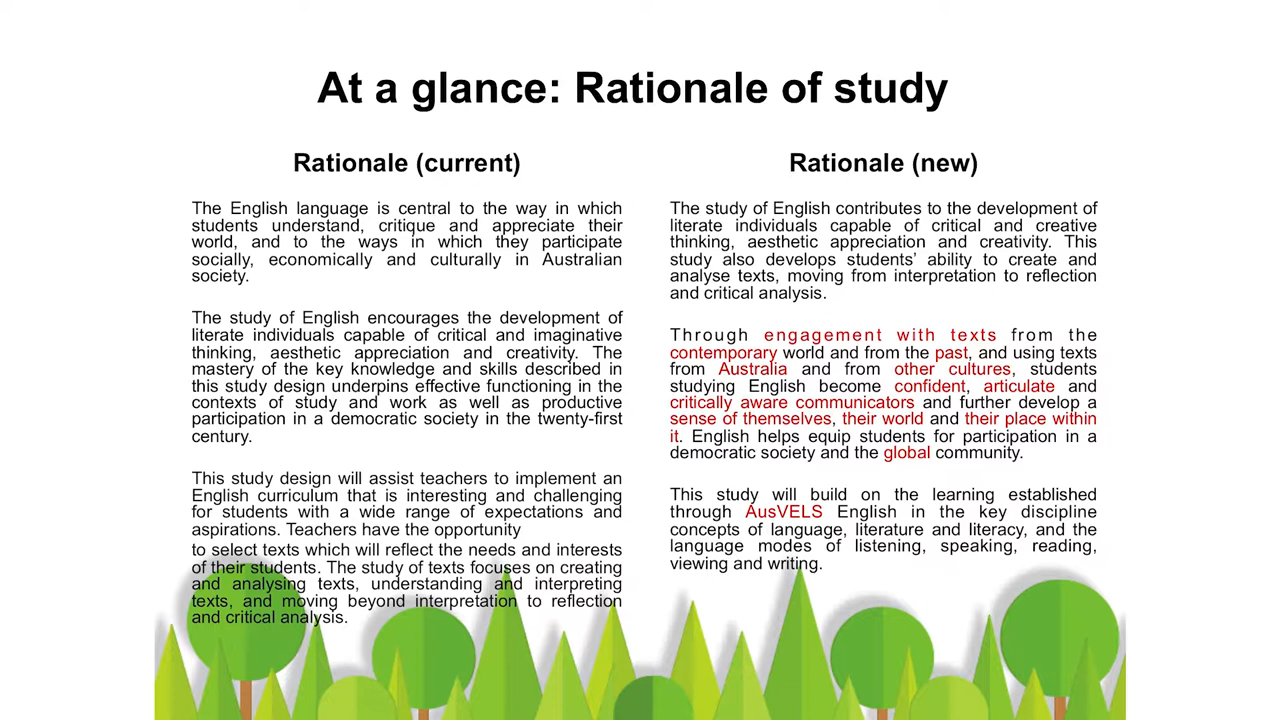 At a glance: Rationale of study
Rationale (current)
The English language is central to the way in which
students understand, critique and appreciate their
world, and to the ways in which they participate
socially, economically and culturally in Australian
society.
The study of English encourages the development of
literate individuals capable of critical and imaginative
thinking, aesthetic appreciation and creativity. The
mastery of the key knowledge and skills described in
this study design underpins effective functioning in the
contexts of study and work as well as productive
participation in a democratic society in the twenty-first
century.
This study design will assist teachers to implement an
English curriculum that is interesting and challenging
for students with a wide range of expectations and
aspirations. Teachers have the opportunity
to select texts which will reflect the needs and interests
of their students. The study of texts focuses on creating
and analysing texts, understanding and interpreting
texts, and moving beyond interpretation to reflection
and critical analysis.
Rationale (new)
The study of English contributes to the development of
literate individuals capable of critical and creative
thinking, aesthetic appreciation and creativity. This
study also develops students' ability to create and
analyse texts, moving from interpretation to reflection
and critical analysis.
Through engagement with texts from the
contemporary world and from the past, and using texts
from Australia and from other cultures, students
studying English become confident, articulate and
critically aware communicators and further develop a
sense of themselves, their world and their place within
it. English helps equip students for participation in a
democratic society and the global community.
This study will build on the learning established
through AusVELS English in the key discipline
concepts of language, literature and literacy, and the
language modes of listening, speaking, reading,
viewing and writing.